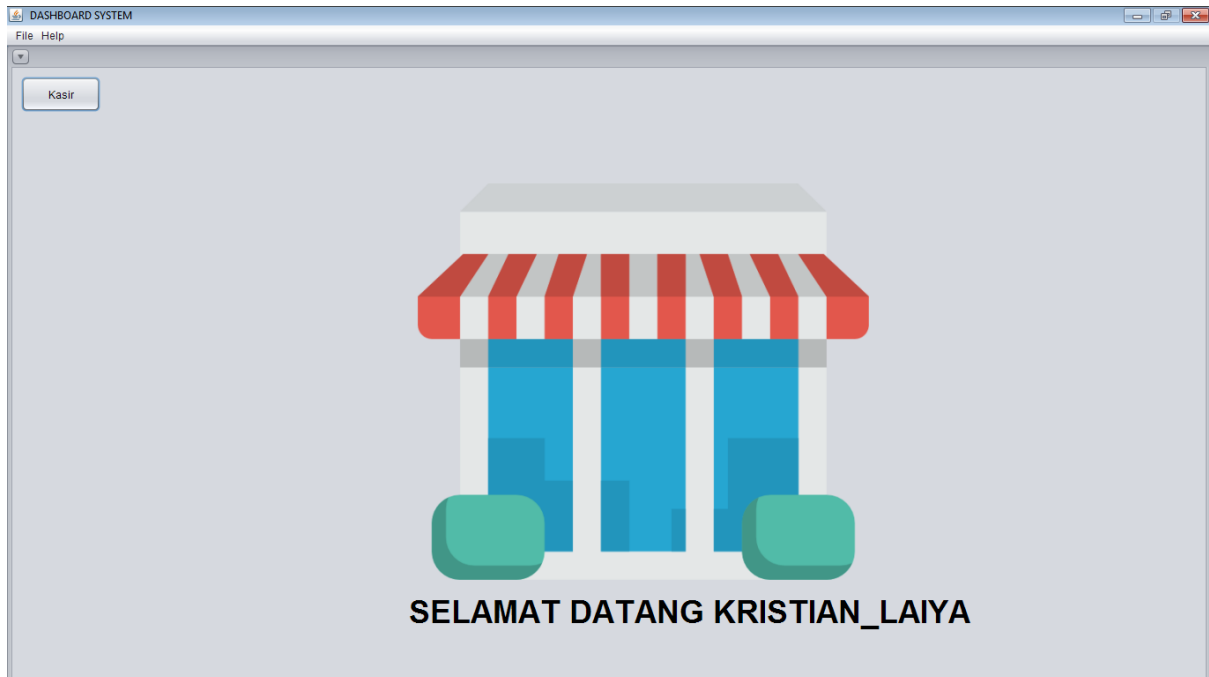 DASHBOARD SYSTEM
File Help
Kasir
SELAMAT DATANG KRISTIAN_LAIYA